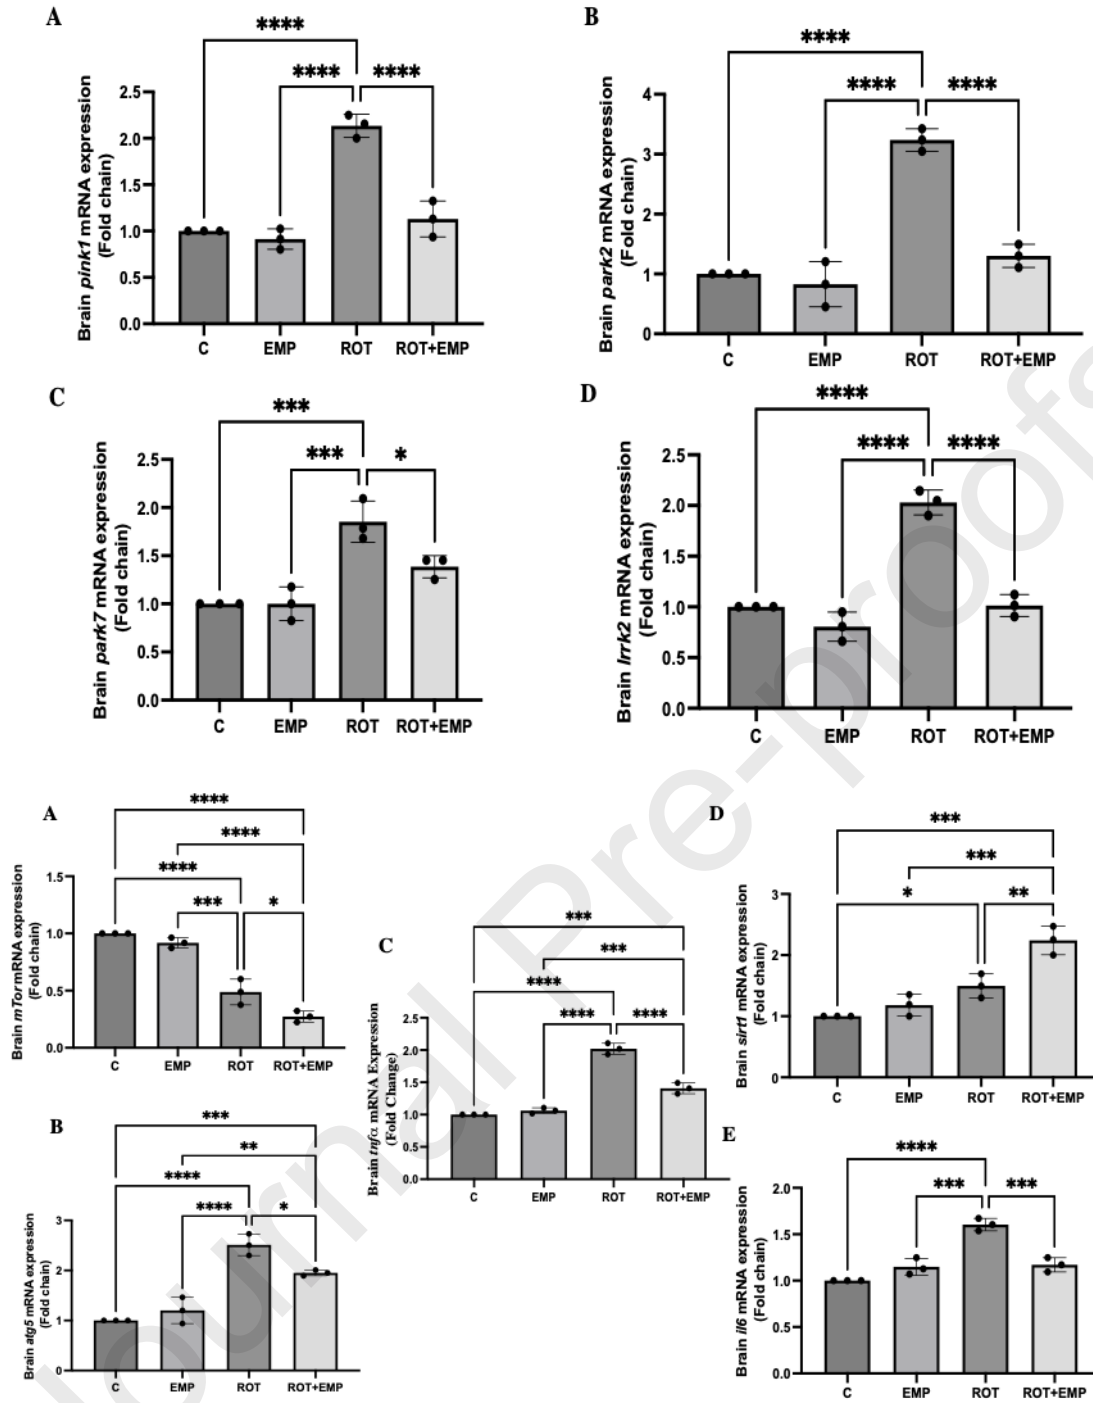 A
****
****
****
Brain pink1 mRNA expression
(Fold chain)
2.5
2.0
1.5
1.0
0.5
0.0
C EMP ROT ROT+EMP
B
****
****
****
Brain park2 mRNA expression
(Fold chain)
4
3
2
1
0
C EMP ROT ROT+EMP
C
***
***
*
Brain park7 mRNA expression
(Fold chain)
2.5
2.0
1.5
1.0
0.5
0.0
C EMP ROT ROT+EMP
D
****
****
****
Brain lrrk2 mRNA expression
(Fold chain)
2.5
2.0
1.5
1.0
0.5
0.0
C EMP ROT ROT+EMP
A
****
****
****
***
*
Brain mTor mRNA expression
(Fold chain)
1.5
1.0
0.5
0.0
C EMP ROT ROT+EMP
B
***
**
****
****
*
Brain atg5 mRNA expression
(Fold chain)
3
2
1
0
C EMP ROT ROT+EMP
C
***
***
****
****
****
Brain tnfα mRNA Expression
(Fold Change)
2.5
2.0
1.5
1.0
0.5
0.0
C EMP ROT ROT+EMP
D
***
***
*
**
Brain sirt1 mRNA expression
(Fold chain)
3
2
1
0
C EMP ROT ROT+EMP
E
****
***
***
Brain il6 mRNA expression
(Fold chain)
2.0
1.5
1.0
0.5
0.0
C EMP ROT ROT+EMP
Journal Pre-proofs